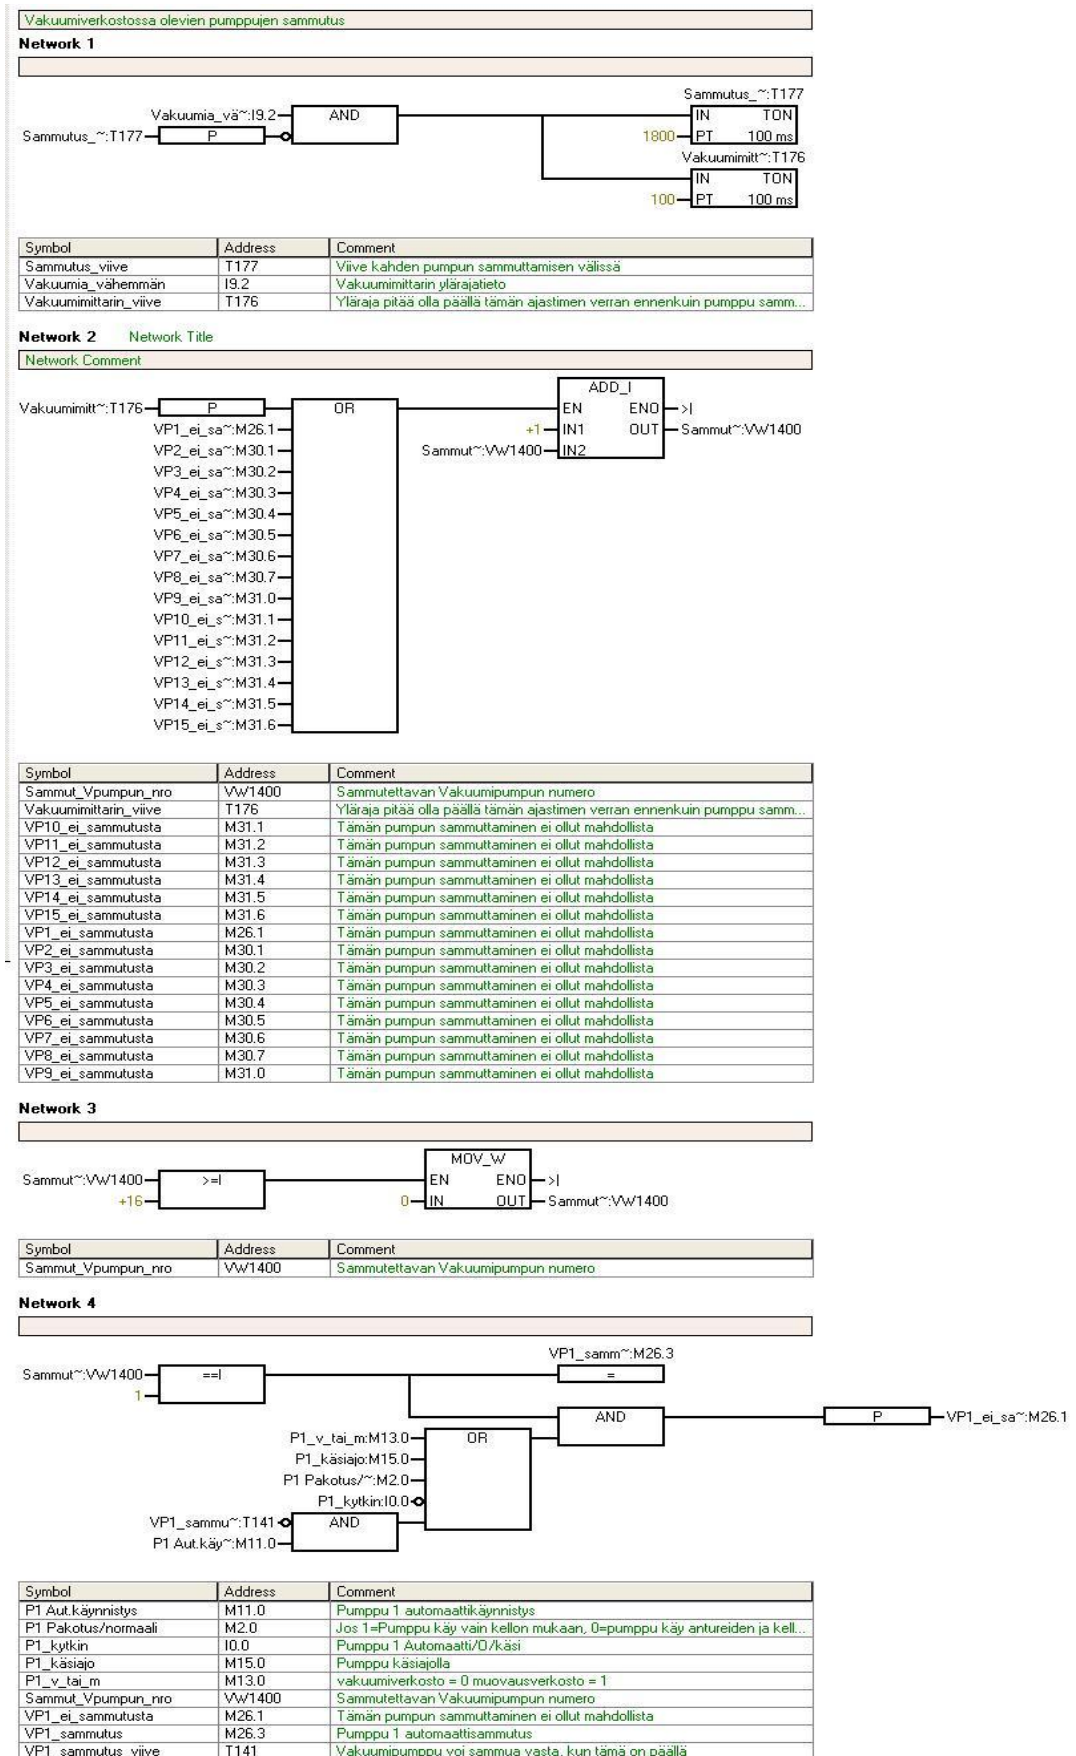 Vakuumiverkostossa olevien pumppujen sammutus
Network 1
Sammutus_~:T177
Vakuumia_vä~:I9.2 AND IN TON
Sammutus_~:T177 P 1800 PT 100 ms
Vakuumimitt~:T176
IN TON
100 PT 100 ms
Symbol Address Comment
Sammutus_viive T177 Viive kahden pumpun sammuttamisen välissä
Vakuumia_vähemmän I9.2 Vakuumimittarin ylärajatieto
Vakuumimittarin_viive T176 Yläraja pitää olla päällä tämän ajastimen verran ennenkuin pumppu samm...
Network 2 Network Title
Network Comment
ADD_I
Vakuumimitt~:T176 P OR EN ENO
VP1_ei_sa~:M26.1 +1 IN1 OUT Sammut~:VW1400
VP2_ei_sa~:M30.1 Sammut~:VW1400 IN2
VP3_ei_sa~:M30.2
VP4_ei_sa~:M30.3
VP5_ei_sa~:M30.4
VP6_ei_sa~:M30.5
VP7_ei_sa~:M30.6
VP8_ei_sa~:M30.7
VP9_ei_sa~:M31.0
VP10_ei_s~:M31.1
VP11_ei_s~:M31.2
VP12_ei_s~:M31.3
VP13_ei_s~:M31.4
VP14_ei_s~:M31.5
VP15_ei_s~:M31.6
Symbol Address Comment
Sammut_Vpumpun_nro VW1400 Sammutettavan Vakuumipumpun numero
Vakuumimittarin_viive T176 Yläraja pitää olla päällä tämän ajastimen verran ennenkuin pumppu samm...
VP10_ei_sammutusta M31.1 Tämän pumpun sammuttaminen ei ollut mahdollista
VP11_ei_sammutusta M31.2 Tämän pumpun sammuttaminen ei ollut mahdollista
VP12_ei_sammutusta M31.3 Tämän pumpun sammuttaminen ei ollut mahdollista
VP13_ei_sammutusta M31.4 Tämän pumpun sammuttaminen ei ollut mahdollista
VP14_ei_sammutusta M31.5 Tämän pumpun sammuttaminen ei ollut mahdollista
VP15_ei_sammutusta M31.6 Tämän pumpun sammuttaminen ei ollut mahdollista
VP1_ei_sammutusta M26.1 Tämän pumpun sammuttaminen ei ollut mahdollista
VP2_ei_sammutusta M30.1 Tämän pumpun sammuttaminen ei ollut mahdollista
VP3_ei_sammutusta M30.2 Tämän pumpun sammuttaminen ei ollut mahdollista
VP4_ei_sammutusta M30.3 Tämän pumpun sammuttaminen ei ollut mahdollista
VP5_ei_sammutusta M30.4 Tämän pumpun sammuttaminen ei ollut mahdollista
VP6_ei_sammutusta M30.5 Tämän pumpun sammuttaminen ei ollut mahdollista
VP7_ei_sammutusta M30.6 Tämän pumpun sammuttaminen ei ollut mahdollista
VP8_ei_sammutusta M30.7 Tämän pumpun sammuttaminen ei ollut mahdollista
VP9_ei_sammutusta M31.0 Tämän pumpun sammuttaminen ei ollut mahdollista
Network 3
MOV_W
Sammut~:VW1400 >=I EN ENO
+16 0 IN OUT Sammut~:VW1400
Symbol Address Comment
Sammut_Vpumpun_nro VW1400 Sammutettavan Vakuumipumpun numero
Network 4
VP1_samm~:M26.3
Sammut~:VW1400 ==I =
1
AND P VP1_ei_sa~:M26.1
P1_v_tai_m:M13.0 OR
P1_käsiajo:M15.0
P1 Pakotus/~:M2.0
P1_kytkin:I0.0
VP1_sammu~:T141 AND
P1 Aut.käy~:M11.0
Symbol Address Comment
P1 Aut.käynnistys M11.0 Pumppu 1 automaattikäynnistys
P1 Pakotus/normaali M2.0 Jos 1=Pumppu käy vain kellon mukaan, 0=pumppu käy antureiden ja kell...
P1_kytkin I0.0 Pumppu 1 Automaatti/0/käsi
P1_käsiajo M15.0 Pumppu käsiajolla
P1_v_tai_m M13.0 vakuumiverkosto = 0 muovausverkosto = 1
Sammut_Vpumpun_nro VW1400 Sammutettavan Vakuumipumpun numero
VP1_ei_sammutusta M26.1 Tämän pumpun sammuttaminen ei ollut mahdollista
VP1_sammutus M26.3 Pumppu 1 automaattisammutus
VP1_sammutus_viive T141 Vakuumipumppu voi sammua vasta, kun tämä on päällä